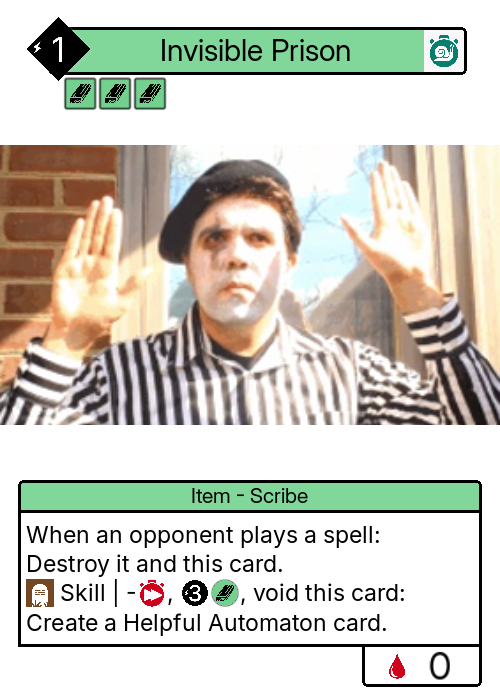 1
Invisible Prison
Item - Scribe
When an opponent plays a spell:
Destroy it and this card.
Skill | -, 3, void this card:
Create a Helpful Automaton card.
0